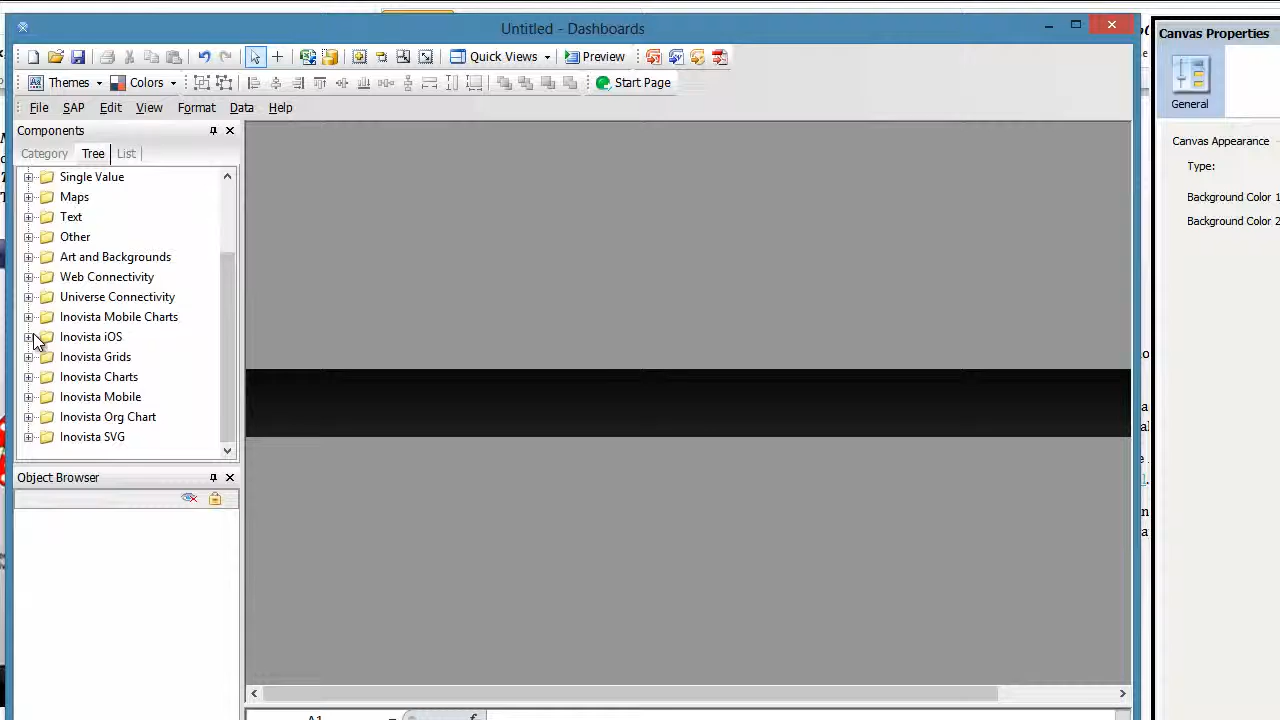 Untitled - Dashboards
Quick Views
Preview
Themes
Colors
Start Page
File SAP Edit View Format Data Help
Components
Category Tree List
Single Value
Maps
Text
Other
Art and Backgrounds
Web Connectivity
Universe Connectivity
Inovista Mobile Charts
Inovista iOS
Inovista Grids
Inovista Charts
Inovista Mobile
Inovista Org Chart
Inovista SVG
Object Browser
A1
Canvas Properties
General
Canvas Appearance
Type:
Background Color 1
Background Color 2